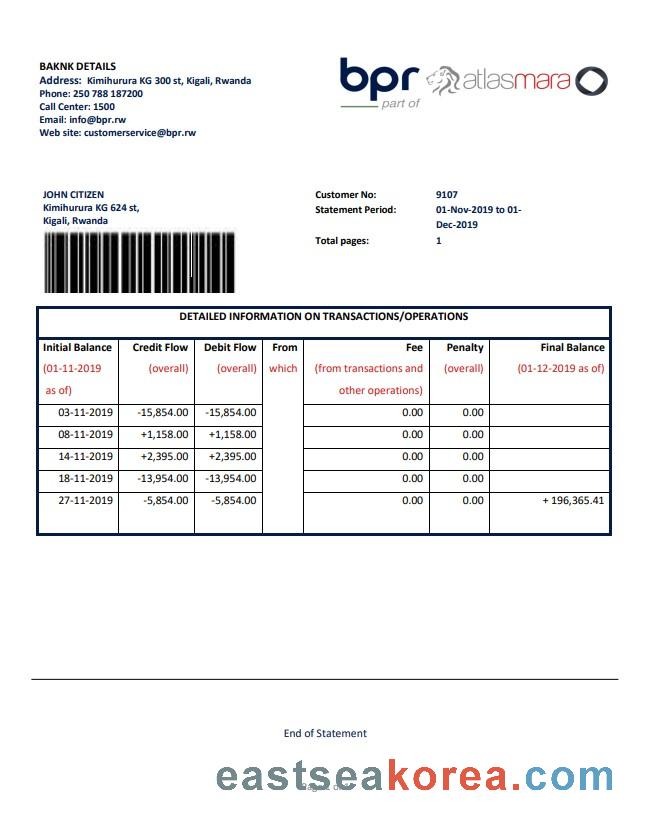 BAKNK DETAILS
Address: Kimihurura KG 300 st, Kigali, Rwanda
Phone: 250 788 187200
Call Center: 1500
Email: info@bpr.rw
Web site: customerservice@bpr.rw
bpr atlasmara
part of
JOHN CITIZEN
Kimihurura KG 624 st,
Kigali, Rwanda
Customer No: 9107
Statement Period: 01-Nov-2019 to 01-
Dec-2019
Total pages: 1
DETAILED INFORMATION ON TRANSACTIONS/OPERATIONS
Initial Balance Credit Flow Debit Flow From Fee Penalty Final Balance
(01-11-2019 (overall) (overall) which (from transactions and (overall) (01-12-2019 as of)
as of) other operations)
03-11-2019 -15,854.00 -15,854.00 0.00 0.00
08-11-2019 +1,158.00 +1,158.00 0.00 0.00
14-11-2019 +2,395.00 +2,395.00 0.00 0.00
18-11-2019 -13,954.00 -13,954.00 0.00 0.00
27-11-2019 -5,854.00 -5,854.00 0.00 0.00 + 196,365.41
End of Statement
eastseakorea.com